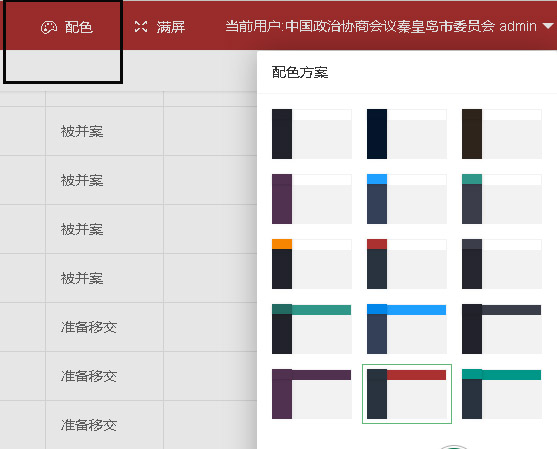 配色 满屏 当前用户:中国政治协商会议秦皇岛市委员会 admin
配色方案
被并案
被并案
被并案
被并案
准备移交
准备移交
准备移交